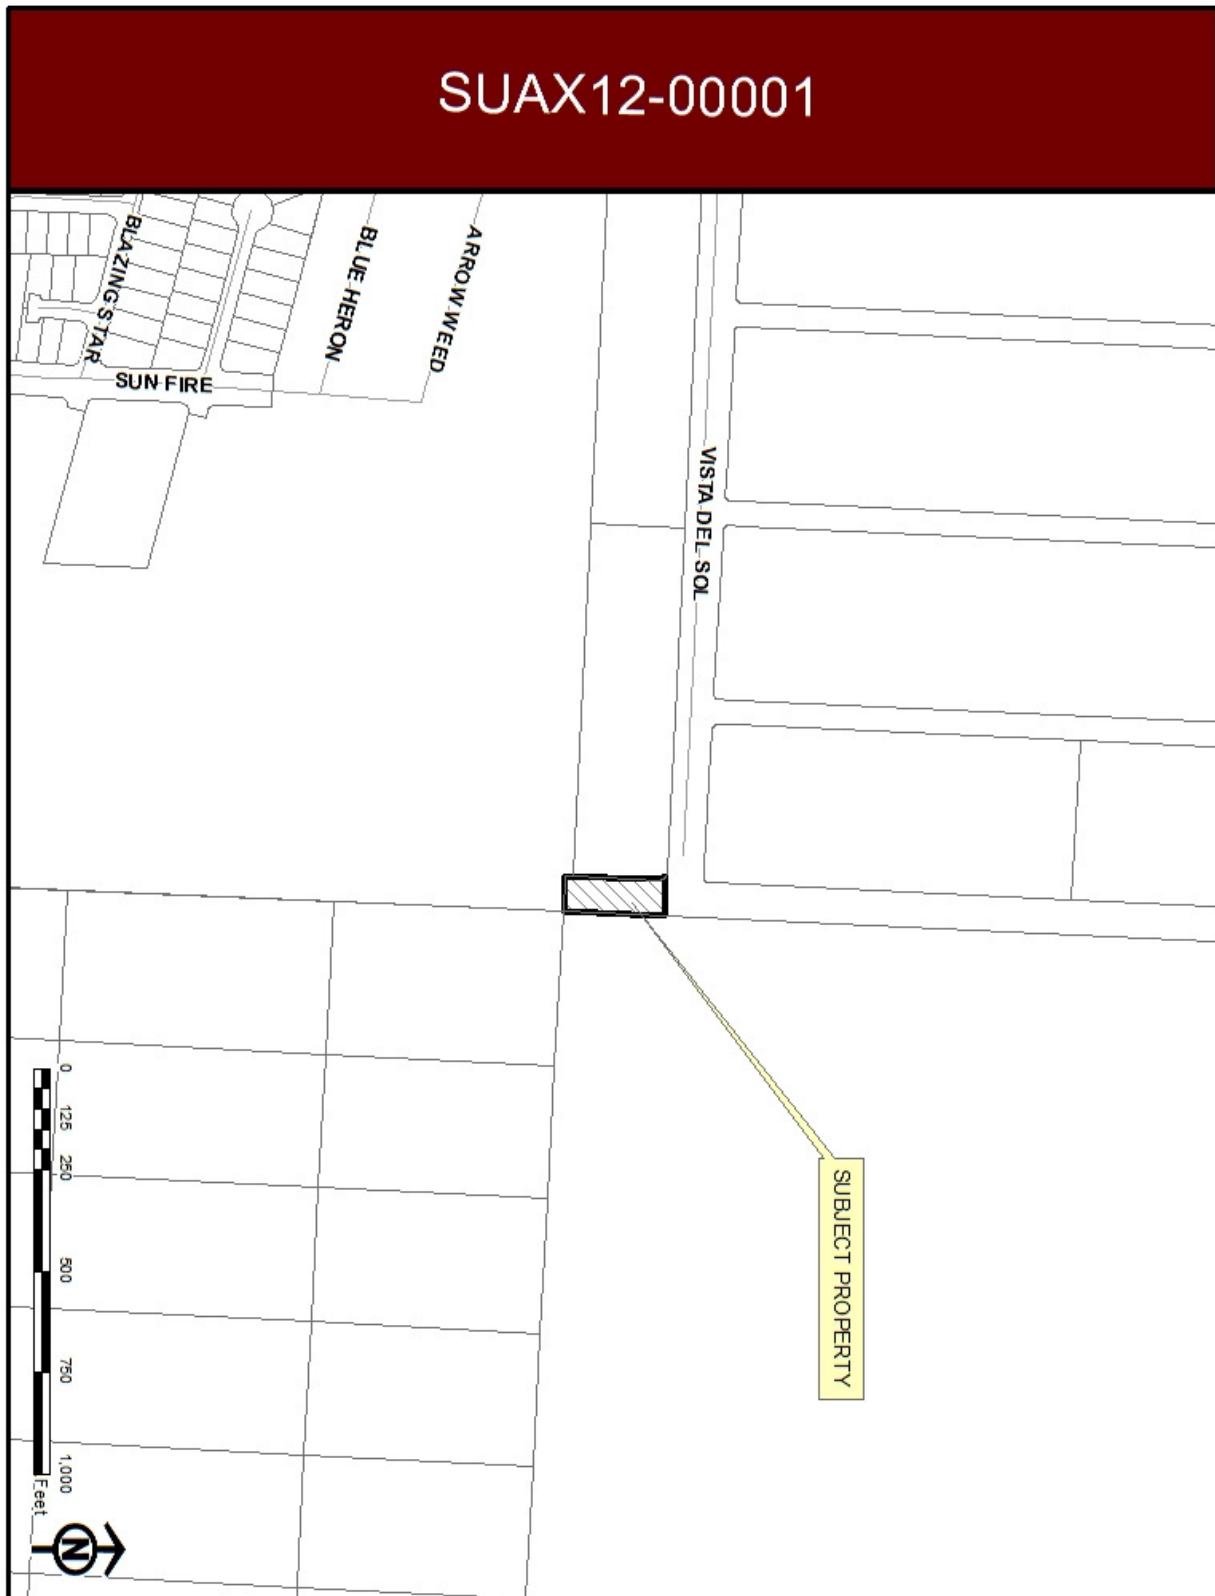 SUAX12-00001
BLAZING STAR
BLUE HERON
ARROW WEED
SUN FIRE
VISTA DEL SOL
SUBJECT PROPERTY
0 125 250 500 750 1,000
Feet
N